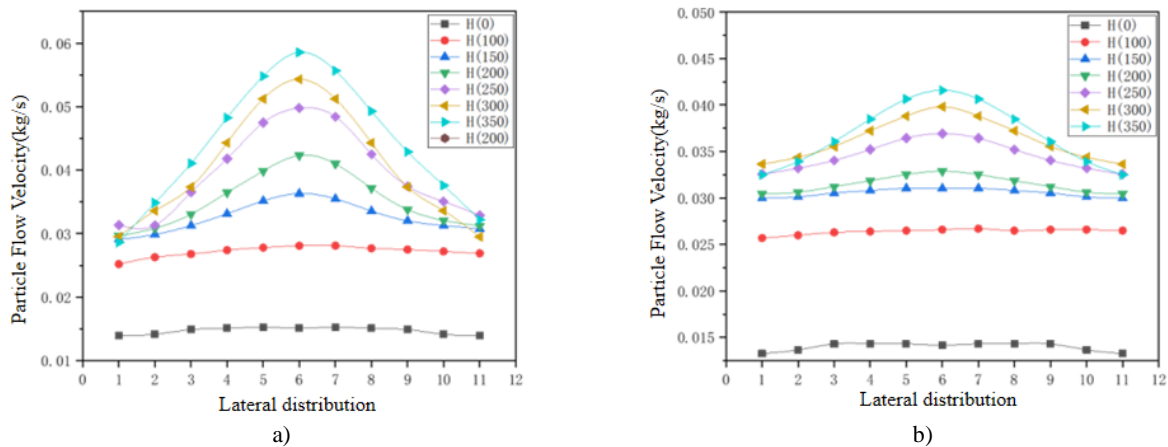 0.06
0.05
0.04
0.03
0.02
0.01
Particle Flow Velocity(kg/s)
H(0)
H(100)
H(150)
H(200)
H(250)
H(300)
H(350)
H(200)
0 1 2 3 4 5 6 7 8 9 10 11 12
Lateral distribution
a)
0.050
0.045
0.040
0.035
0.030
0.025
0.020
0.015
Particle Flow Velocity(kg/s)
H(0)
H(100)
H(150)
H(200)
H(250)
H(300)
H(350)
0 1 2 3 4 5 6 7 8 9 10 11 12
Lateral distribution
b)